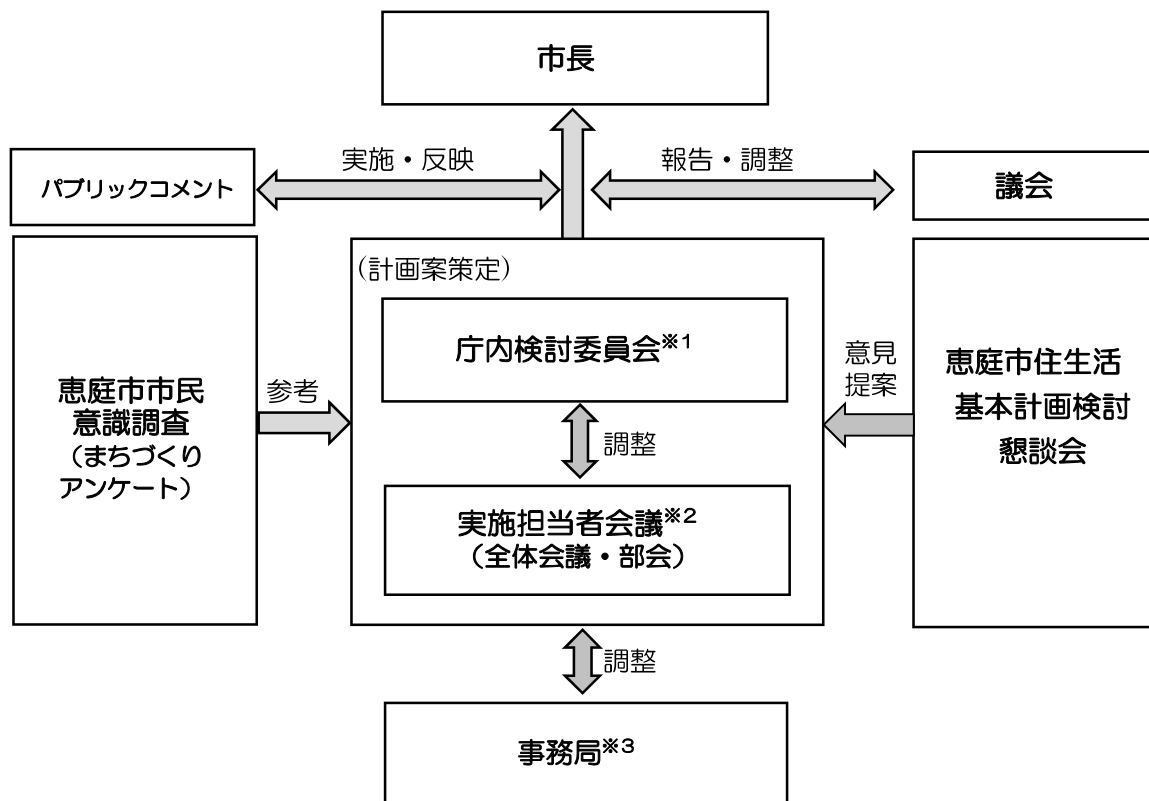 市長
実施・反映
報告・調整
パブリックコメント
議会
(計画案策定)
庁内検討委員会※1
調整
実施担当者会議※2
（全体会議・部会）
恵庭市市民
意識調査
（まちづくり
アンケート）
参考
意見
提案
恵庭市住生活
基本計画検討
懇談会
調整
事務局※3